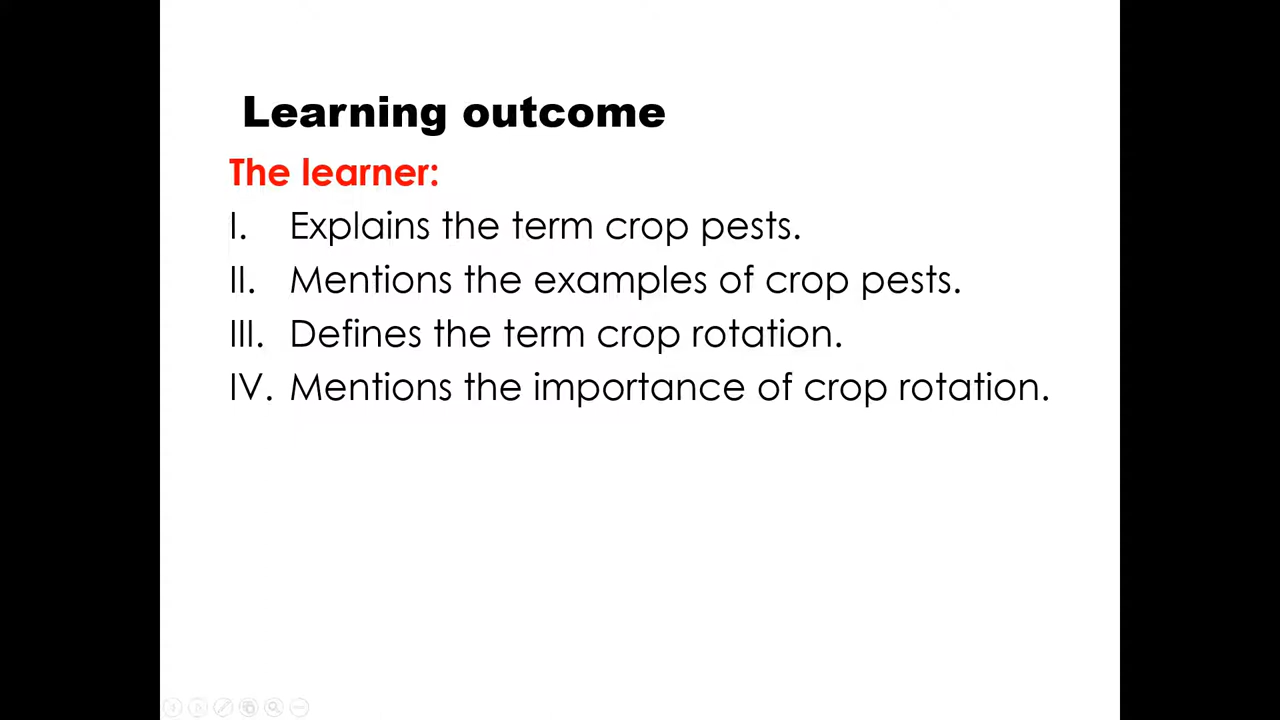 Learning outcome
The learner:
I. Explains the term crop pests.
II. Mentions the examples of crop pests.
III. Defines the term crop rotation.
IV. Mentions the importance of crop rotation.